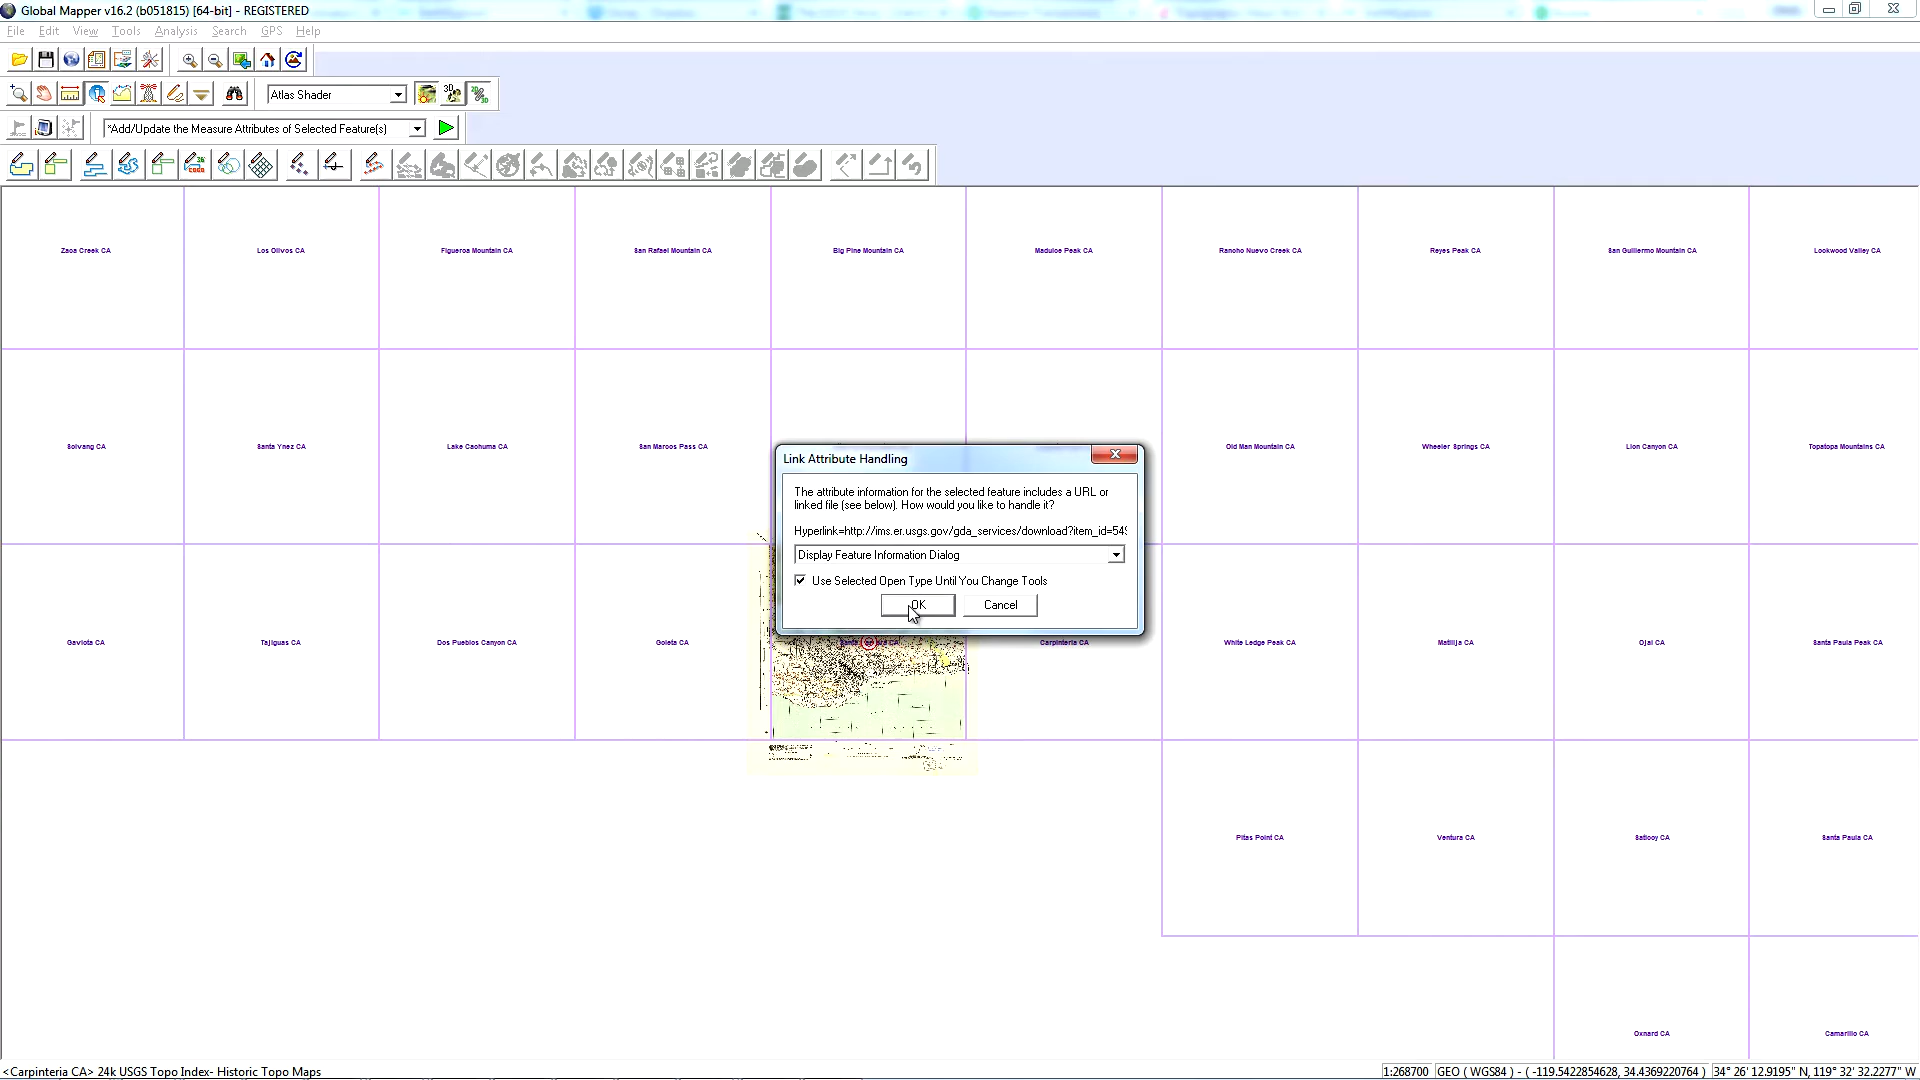 Global Mapper v16.2 (b051815) [64-bit] - REGISTERED
File Edit View Tools Analysis Search GPS Help
Atlas Shader
*Add/Update the Measure Attributes of Selected Feature(s)
Zaca Creek CA Los Olivos CA Figueroa Mountain CA San Rafael Mountain CA Big Pine Mountain CA Madulce Peak CA Rancho Nuevo Creek CA Reyes Peak CA San Guillermo Mountain CA Lockwood Valley CA
Solvang CA Santa Ynez CA Lake Cachuma CA San Marcos Pass CA Old Man Mountain CA Wheeler Springs CA Lion Canyon CA Topatopa Mountains CA
Link Attribute Handling
The attribute information for the selected feature includes a URL or
linked file (see below). How would you like to handle it?
Hyperlink=http://ims.er.usgs.gov/gda_services/download?item_id=549
Display Feature Information Dialog
Use Selected Open Type Until You Change Tools
OK Cancel
Gaviota CA Tajiguas CA Dos Pueblos Canyon CA Goleta CA Carpinteria CA White Ledge Peak CA Matilija CA Ojai CA Santa Paula Peak CA
Pitas Point CA Ventura CA Saticoy CA Santa Paula CA
Oxnard CA Camarillo CA
<Carpinteria CA> 24k USGS Topo Index- Historic Topo Maps 1:268700 GEO ( WGS84 ) - ( -119.5422854628, 34.4369220764 ) 34° 26' 12.9195" N, 119° 32' 32.2277" W